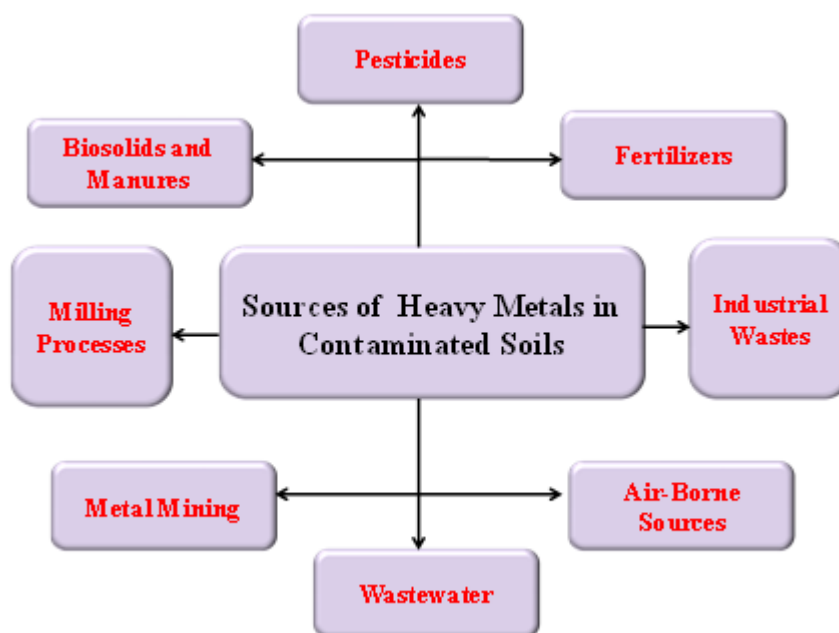 Pesticides
Biosolids and
Manures
Fertilizers
Milling
Processes
Sources of Heavy Metals in
Contaminated Soils
Industrial
Wastes
Metal Mining
Air-Borne
Sources
Wastewater